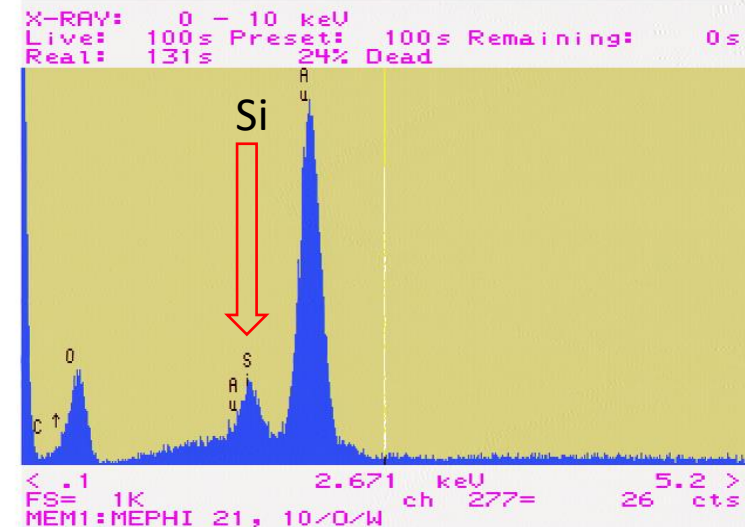 X-RAY: 0 - 10 keV
Live: 100s Preset: 100s Remaining: 0s
Real: 131s 24% Dead
Au
Si
O
Si
Au
C ↑
< .1 2.671 keV 5.2 >
FS= 1K ch 277= 26 cts
MEM1:MEPHI 21, 10/O/W